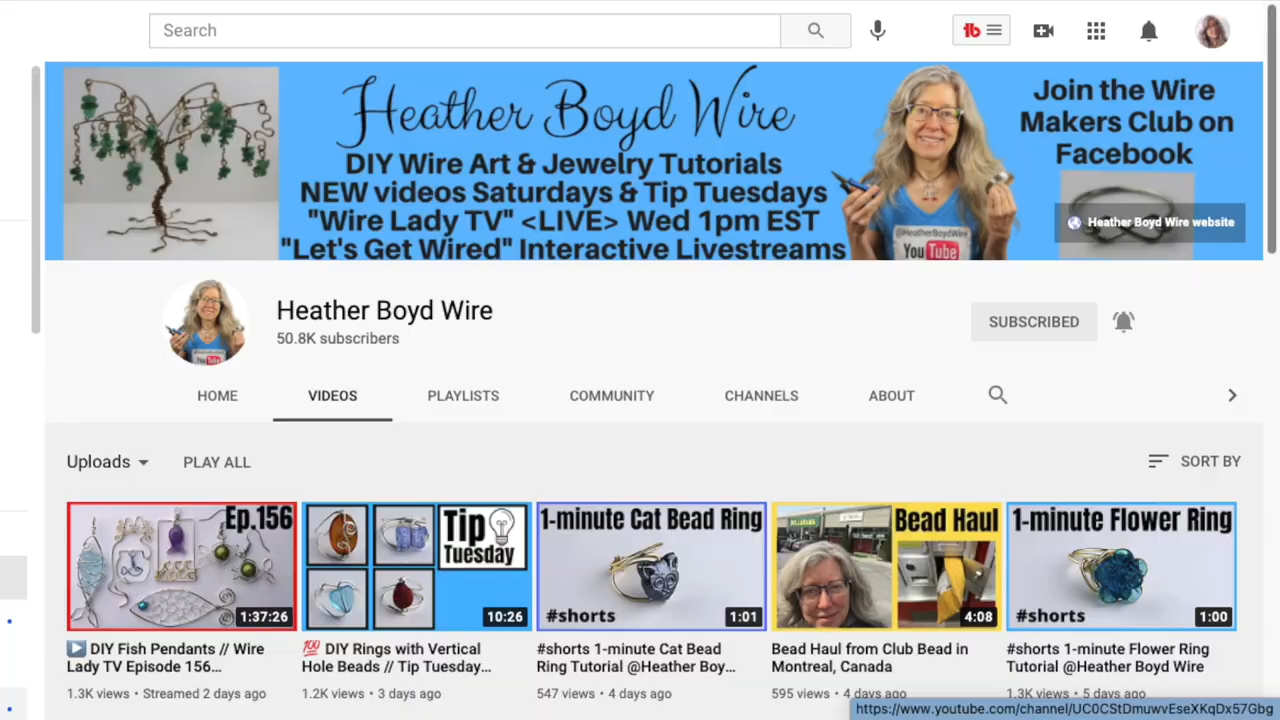 Search
Heather Boyd Wire
DIY Wire Art & Jewelry Tutorials
NEW videos Saturdays & Tip Tuesdays
"Wire Lady TV" <LIVE> Wed 1pm EST
"Let's Get Wired" Interactive Livestreams
@HeatherBoydWire
YouTube
Join the Wire
Makers Club on
Facebook
Heather Boyd Wire website
Heather Boyd Wire
50.8K subscribers
SUBSCRIBED
HOME
VIDEOS
PLAYLISTS
COMMUNITY
CHANNELS
ABOUT
Uploads
PLAY ALL
SORT BY
Ep.156
1:37:26
DIY Fish Pendants // Wire
Lady TV Episode 156...
1.3K views • Streamed 2 days ago
Tip
Tuesday
10:26
💯 DIY Rings with Vertical
Hole Beads // Tip Tuesday...
1.2K views • 3 days ago
1-minute Cat Bead Ring
#shorts
1:01
#shorts 1-minute Cat Bead
Ring Tutorial @Heather Boy...
547 views • 4 days ago
Bead Haul
4:08
Bead Haul from Club Bead in
Montreal, Canada
595 views • 4 days ago
1-minute Flower Ring
#shorts
1:00
#shorts 1-minute Flower Ring
Tutorial @Heather Boyd Wire
1.3K views • 5 days ago
https://www.youtube.com/channel/UC0CStDmuwvEseXKqDx57Gbg